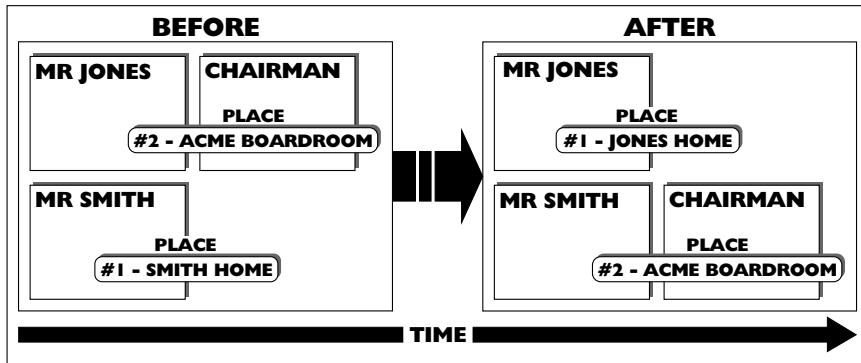 BEFORE
MR JONES
CHAIRMAN
PLACE
#2 - ACME BOARDROOM
MR SMITH
PLACE
#1 - SMITH HOME
AFTER
MR JONES
PLACE
#1 - JONES HOME
MR SMITH
CHAIRMAN
PLACE
#2 - ACME BOARDROOM
TIME